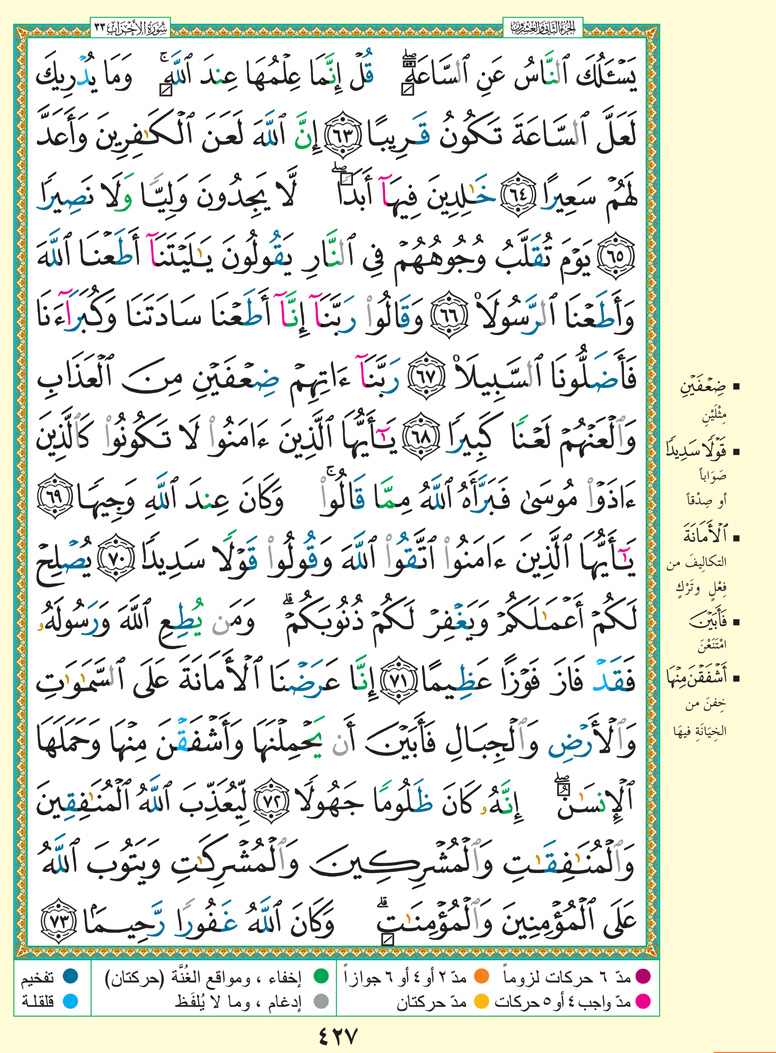 سُورَةُ الأَحْزَابِ ٣٣
الجزء الثاني والعشرون
يَسْـَٔلُكَ ٱلنَّاسُ عَنِ ٱلسَّاعَةِۖ قُلْ إِنَّمَا عِلْمُهَا عِندَ ٱللَّهِۚ وَمَا يُدْرِيكَ
لَعَلَّ ٱلسَّاعَةَ تَكُونُ قَرِيبًا ٦٣ إِنَّ ٱللَّهَ لَعَنَ ٱلْكَٰفِرِينَ وَأَعَدَّ
لَهُمْ سَعِيرًا ٦٤ خَٰلِدِينَ فِيهَآ أَبَدًاۖ لَّا يَجِدُونَ وَلِيًّا وَلَا نَصِيرًا
٦٥ يَوْمَ تُقَلَّبُ وُجُوهُهُمْ فِى ٱلنَّارِ يَقُولُونَ يَٰلَيْتَنَآ أَطَعْنَا ٱللَّهَ
وَأَطَعْنَا ٱلرَّسُولَا۠ ٦٦ وَقَالُوا۟ رَبَّنَآ إِنَّآ أَطَعْنَا سَادَتَنَا وَكُبَرَآءَنَا
فَأَضَلُّونَا ٱلسَّبِيلَا۠ ٦٧ رَبَّنَآ ءَاتِهِمْ ضِعْفَيْنِ مِنَ ٱلْعَذَابِ
وَٱلْعَنْهُمْ لَعْنًا كَبِيرًا ٦٨ يَٰٓأَيُّهَا ٱلَّذِينَ ءَامَنُوا۟ لَا تَكُونُوا۟ كَٱلَّذِينَ
ءَاذَوْا۟ مُوسَىٰ فَبَرَّأَهُ ٱللَّهُ مِمَّا قَالُوا۟ۚ وَكَانَ عِندَ ٱللَّهِ وَجِيهًا ٦٩
يَٰٓأَيُّهَا ٱلَّذِينَ ءَامَنُوا۟ ٱتَّقُوا۟ ٱللَّهَ وَقُولُوا۟ قَوْلًا سَدِيدًا ٧٠ يُصْلِحْ
لَكُمْ أَعْمَٰلَكُمْ وَيَغْفِرْ لَكُمْ ذُنُوبَكُمْۗ وَمَن يُطِعِ ٱللَّهَ وَرَسُولَهُۥ
فَقَدْ فَازَ فَوْزًا عَظِيمًا ٧١ إِنَّا عَرَضْنَا ٱلْأَمَانَةَ عَلَى ٱلسَّمَٰوَٰتِ
وَٱلْأَرْضِ وَٱلْجِبَالِ فَأَبَيْنَ أَن يَحْمِلْنَهَا وَأَشْفَقْنَ مِنْهَا وَحَمَلَهَا
ٱلْإِنسَٰنُۖ إِنَّهُۥ كَانَ ظَلُومًا جَهُولًا ٧٢ لِّيُعَذِّبَ ٱللَّهُ ٱلْمُنَٰفِقِينَ
وَٱلْمُنَٰفِقَٰتِ وَٱلْمُشْرِكِينَ وَٱلْمُشْرِكَٰتِ وَيَتُوبَ ٱللَّهُ
عَلَى ٱلْمُؤْمِنِينَ وَٱلْمُؤْمِنَٰتِۗ وَكَانَ ٱللَّهُ غَفُورًا رَّحِيمًا ٧٣
▪ ضِعْفَيْنِ
مِثْلَيْنِ
▪ قَوْلًا سَدِيدًا
صَوَاباً
أو صِدْقاً
▪ ٱلْأَمَانَةَ
التكاليفَ من
فِعْلٍ وتَرْكٍ
▪ فَأَبَيْنَ
امْتَنَعْنَ
▪ أَشْفَقْنَ مِنْهَا
خِفْنَ من
الخِيَانَةِ فيهَا
مدّ ٦ حركات لزوماً مدّ ٢ أو ٤ أو ٦ جوازاً إخفاء ، ومواقع الغُنَّة (حركتان) تفخيم
مدّ واجب ٤ أو ٥ حركات مدّ حركتان إدغام ، وما لا يُلفَظ قلقلة
٤٢٧